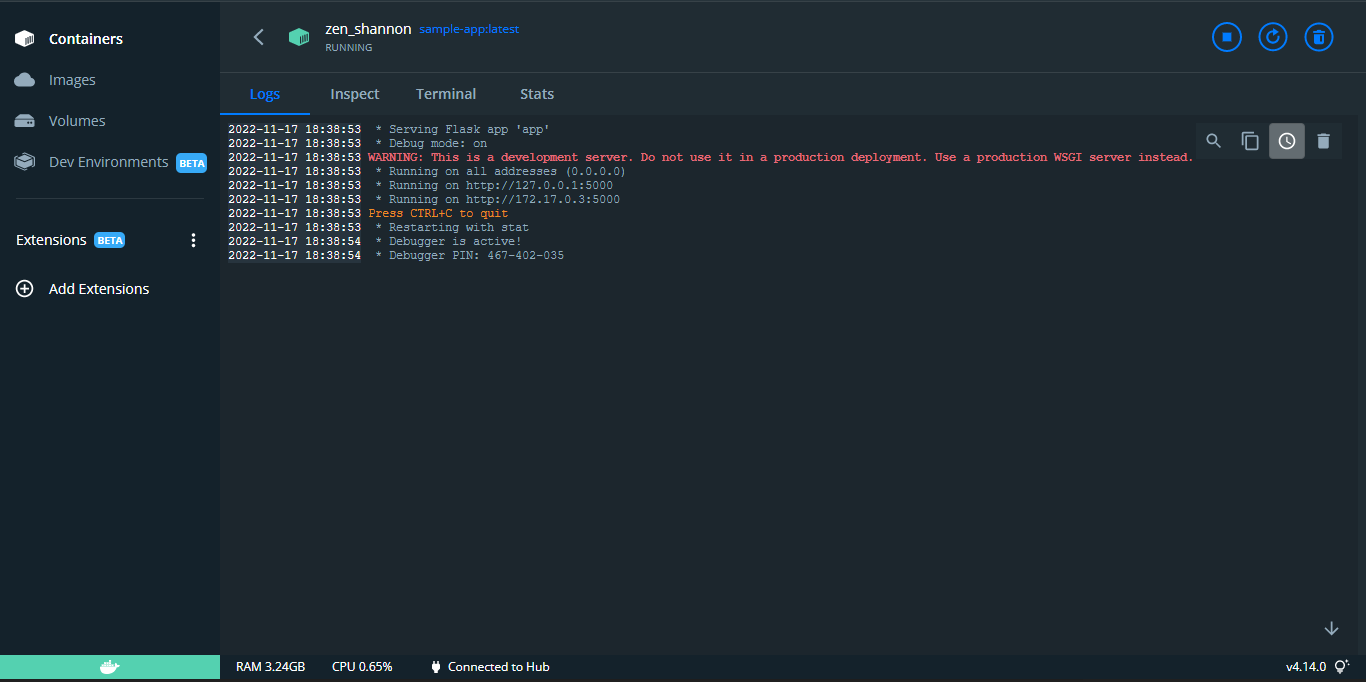 Containers
Images
Volumes
Dev Environments BETA
Extensions BETA
Add Extensions
zen_shannon sample-app:latest
RUNNING
Logs Inspect Terminal Stats
2022-11-17 18:38:53 * Serving Flask app 'app'
2022-11-17 18:38:53 * Debug mode: on
2022-11-17 18:38:53 WARNING: This is a development server. Do not use it in a production deployment. Use a production WSGI server instead.
2022-11-17 18:38:53 * Running on all addresses (0.0.0.0)
2022-11-17 18:38:53 * Running on http://127.0.0.1:5000
2022-11-17 18:38:53 * Running on http://172.17.0.3:5000
2022-11-17 18:38:53 Press CTRL+C to quit
2022-11-17 18:38:53 * Restarting with stat
2022-11-17 18:38:54 * Debugger is active!
2022-11-17 18:38:54 * Debugger PIN: 467-402-035
RAM 3.24GB CPU 0.65% Connected to Hub v4.14.0